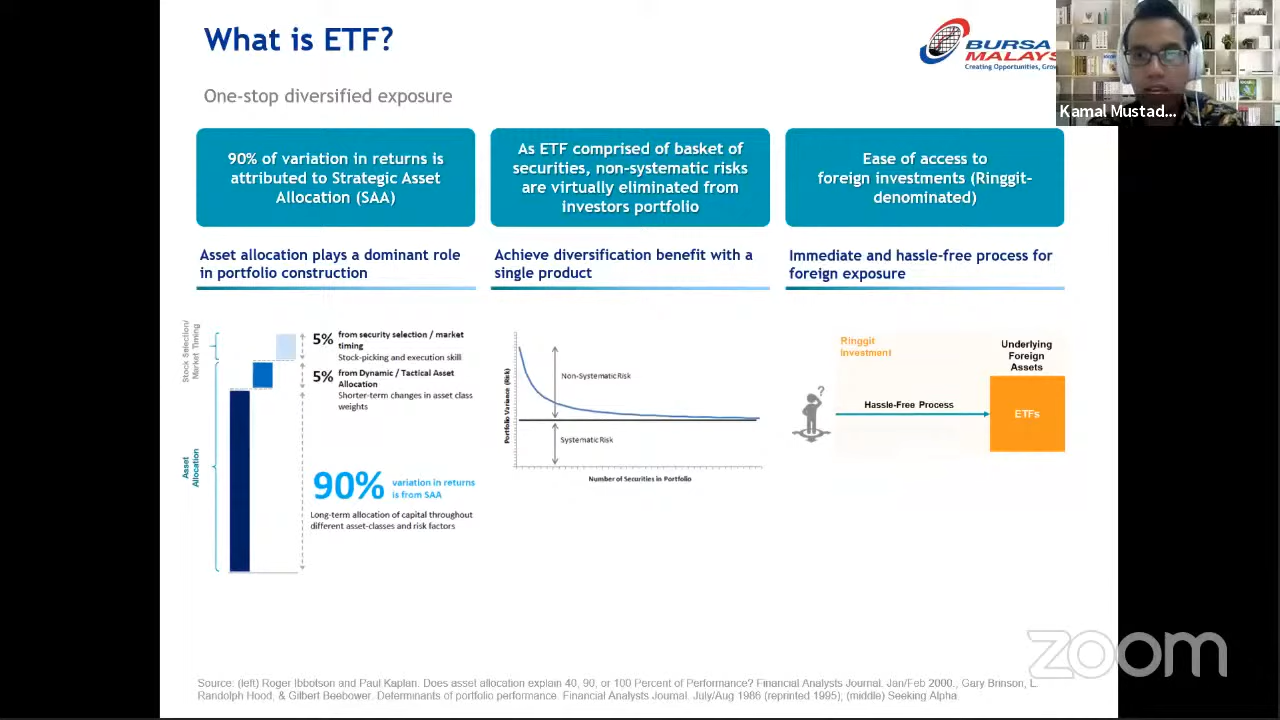 What is ETF?
BURSA
MALAYS
Creating Opportunities, Grow
Kamal Mustad...
One-stop diversified exposure
90% of variation in returns is
attributed to Strategic Asset
Allocation (SAA)
As ETF comprised of basket of
securities, non-systematic risks
are virtually eliminated from
investors portfolio
Ease of access to
foreign investments (Ringgit-
denominated)
Asset allocation plays a dominant role
in portfolio construction
Achieve diversification benefit with a
single product
Immediate and hassle-free process for
foreign exposure
Stock Selection/
Market Timing
Asset
Allocation
5%
from security selection / market
timing
Stock-picking and execution skill
5%
from Dynamic / Tactical Asset
Allocation
Shorter-term changes in asset class
weights
90%
variation in returns
is from SAA
Long-term allocation of capital throughout
different asset-classes and risk factors
Portfolio Variance (Risk)
Non-Systematic Risk
Systematic Risk
Number of Securities in Portfolio
Ringgit
Investment
Hassle-Free Process
Underlying
Foreign
Assets
ETFs
?
zoom
Source: (left) Roger Ibbotson and Paul Kaplan. Does asset allocation explain 40, 90, or 100 Percent of Performance? Financial Analysts Journal. Jan/Feb 2000., Gary Brinson, L.
Randolph Hood, & Gilbert Beebower. Determinants of portfolio performance. Financial Analysts Journal. July/Aug 1986 (reprinted 1995); (middle) Seeking Alpha